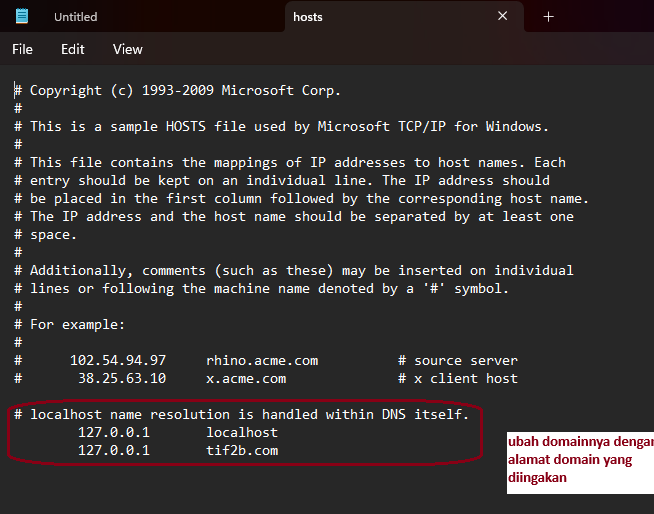 Untitled
hosts
File Edit View
# Copyright (c) 1993-2009 Microsoft Corp.
#
# This is a sample HOSTS file used by Microsoft TCP/IP for Windows.
#
# This file contains the mappings of IP addresses to host names. Each
# entry should be kept on an individual line. The IP address should
# be placed in the first column followed by the corresponding host name.
# The IP address and the host name should be separated by at least one
# space.
#
# Additionally, comments (such as these) may be inserted on individual
# lines or following the machine name denoted by a '#' symbol.
#
# For example:
#
# 102.54.94.97 rhino.acme.com # source server
# 38.25.63.10 x.acme.com # x client host
# localhost name resolution is handled within DNS itself.
127.0.0.1 localhost
127.0.0.1 tif2b.com
ubah domainnya dengan
alamat domain yang
diingakan